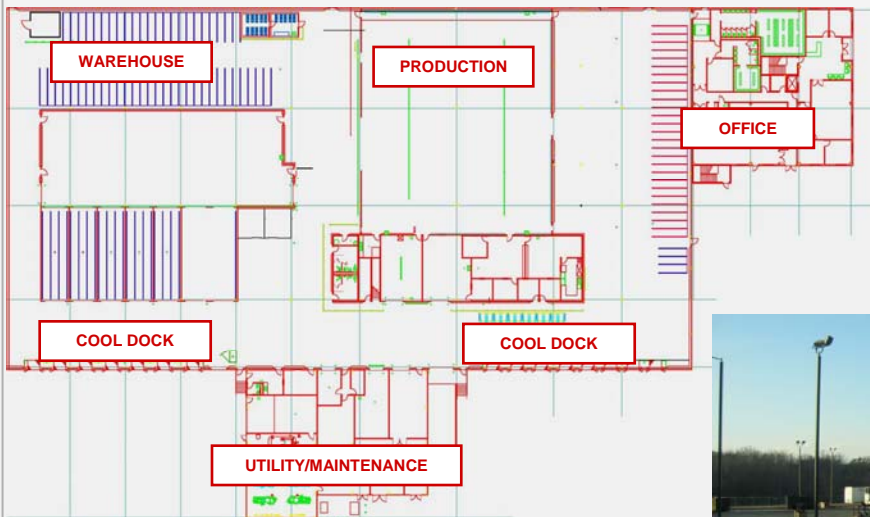 WAREHOUSE
PRODUCTION
OFFICE
COOL DOCK
COOL DOCK
UTILITY/MAINTENANCE